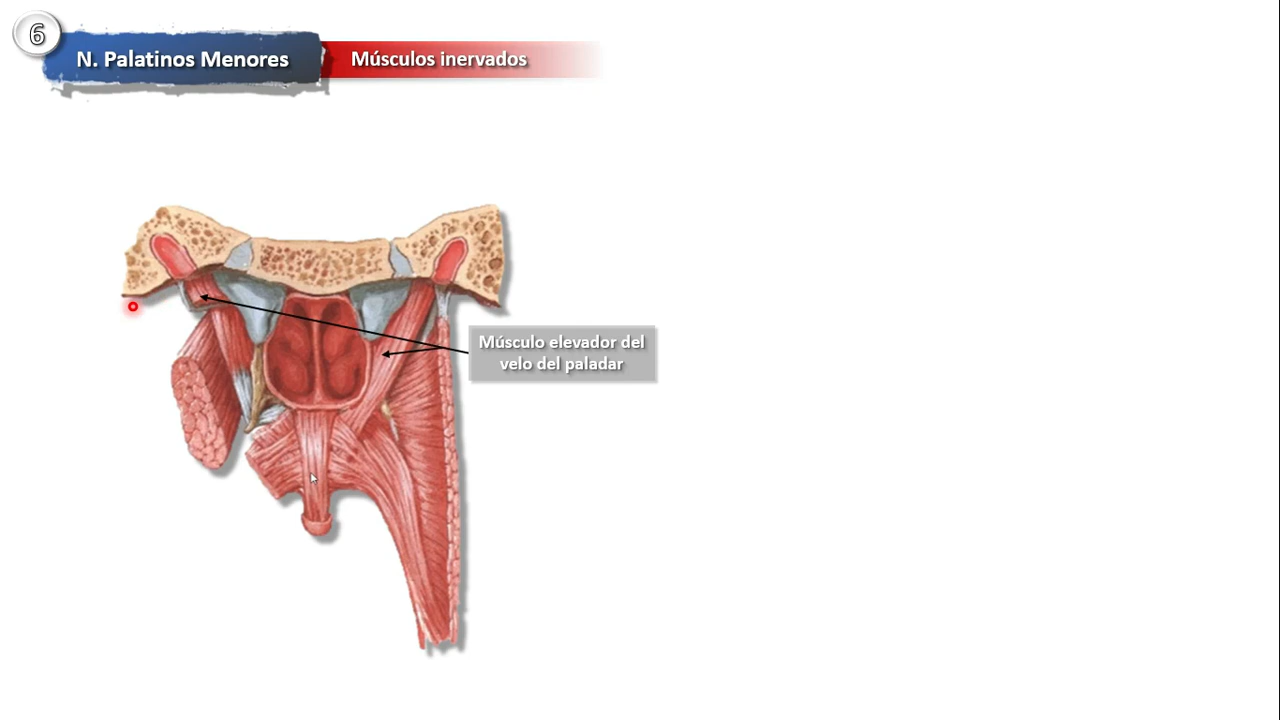 6
N. Palatinos Menores
Músculos inervados
Músculo elevador del
velo del paladar